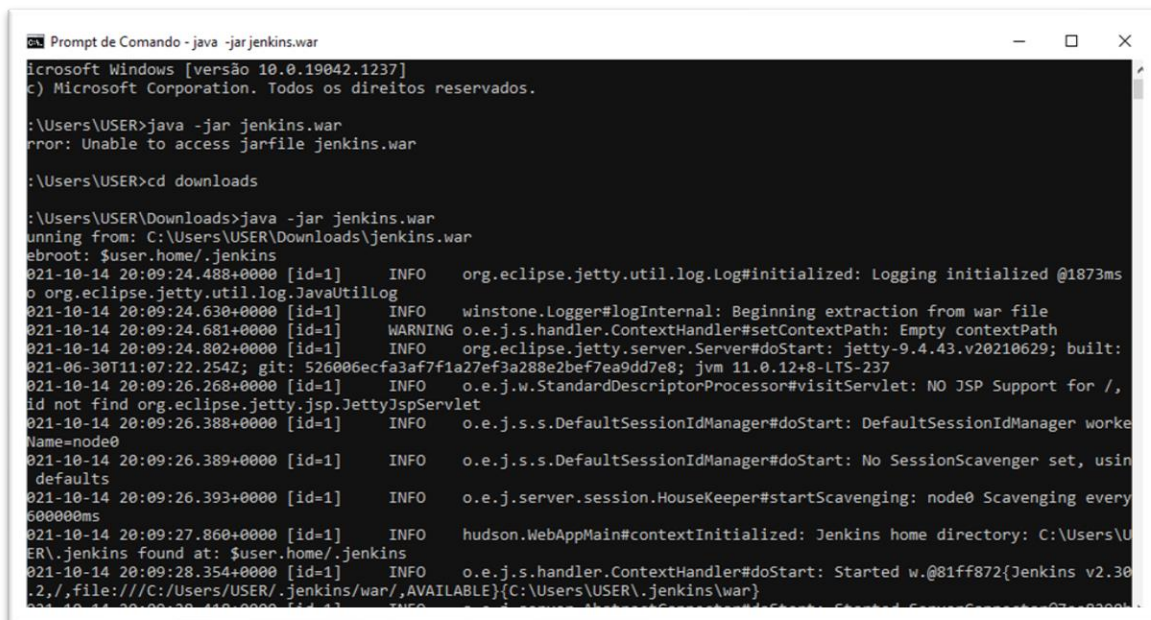 Prompt de Comando - java -jar jenkins.war
icrosoft Windows [versão 10.0.19042.1237]
c) Microsoft Corporation. Todos os direitos reservados.
:\Users\USER>java -jar jenkins.war
rror: Unable to access jarfile jenkins.war
:\Users\USER>cd downloads
:\Users\USER\Downloads>java -jar jenkins.war
unning from: C:\Users\USER\Downloads\jenkins.war
ebroot: $user.home/.jenkins
021-10-14 20:09:24.488+0000 [id=1] INFO org.eclipse.jetty.util.log.Log#initialized: Logging initialized @1873ms
o org.eclipse.jetty.util.log.JavaUtilLog
021-10-14 20:09:24.630+0000 [id=1] INFO winstone.Logger#logInternal: Beginning extraction from war file
021-10-14 20:09:24.681+0000 [id=1] WARNING o.e.j.s.handler.ContextHandler#setContextPath: Empty contextPath
021-10-14 20:09:24.802+0000 [id=1] INFO org.eclipse.jetty.server.Server#doStart: jetty-9.4.43.v20210629; built:
021-06-30T11:07:22.254Z; git: 526006ecfa3af7f1a27ef3a288e2bef7ea9dd7e8; jvm 11.0.12+8-LTS-237
021-10-14 20:09:26.268+0000 [id=1] INFO o.e.j.w.StandardDescriptorProcessor#visitServlet: NO JSP Support for /,
id not find org.eclipse.jetty.jsp.JettyJspServlet
021-10-14 20:09:26.388+0000 [id=1] INFO o.e.j.s.s.DefaultSessionIdManager#doStart: DefaultSessionIdManager worke
Name=node0
021-10-14 20:09:26.389+0000 [id=1] INFO o.e.j.s.s.DefaultSessionIdManager#doStart: No SessionScavenger set, usin
defaults
021-10-14 20:09:26.393+0000 [id=1] INFO o.e.j.server.session.HouseKeeper#startScavenging: node0 Scavenging every
600000ms
021-10-14 20:09:27.860+0000 [id=1] INFO hudson.WebAppMain#contextInitialized: Jenkins home directory: C:\Users\U
ER\.jenkins found at: $user.home/.jenkins
021-10-14 20:09:28.354+0000 [id=1] INFO o.e.j.s.handler.ContextHandler#doStart: Started w.@81ff872{Jenkins v2.30
.2,/,file:///C:/Users/USER/.jenkins/war/,AVAILABLE}{C:\Users\USER\.jenkins\war}